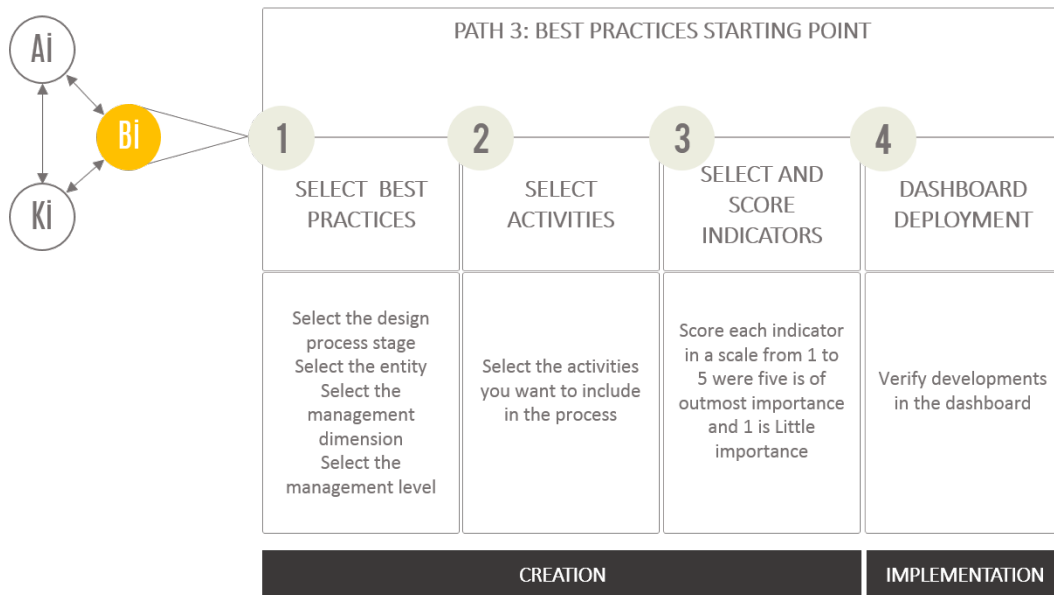 PATH 3: BEST PRACTICES STARTING POINT
Ai
Bi
Ki
1
SELECT BEST
PRACTICES
2
SELECT
ACTIVITIES
3
SELECT AND
SCORE
INDICATORS
4
DASHBOARD
DEPLOYMENT
Select the design
process stage
Select the entity
Select the
management
dimension
Select the
management level
Select the activities
you want to include
in the process
Score each indicator
in a scale from 1 to
5 were five is of
outmost importance
and 1 is Little
importance
Verify developments
in the dashboard
CREATION
IMPLEMENTATION